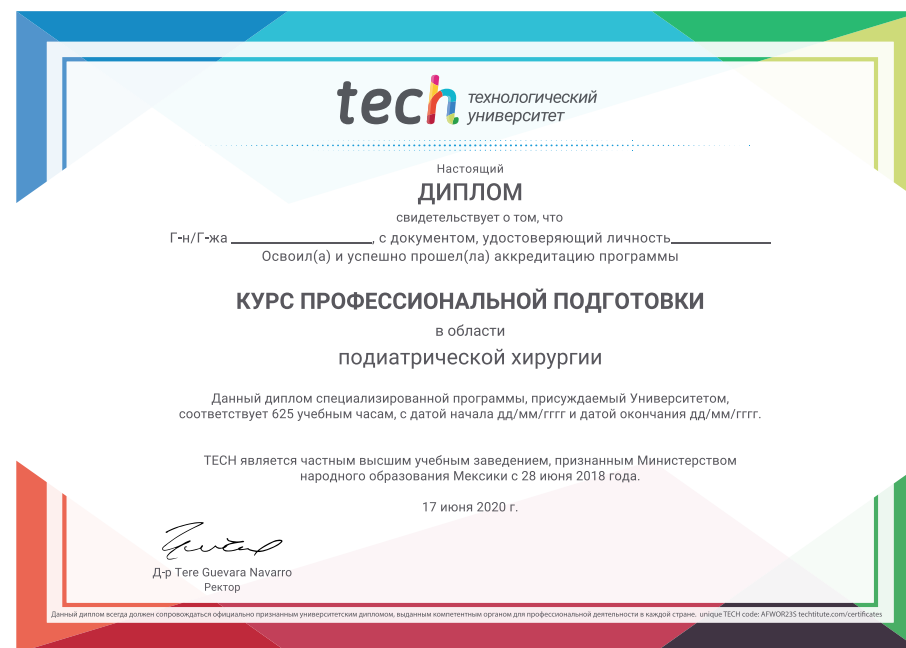 tech технологический
университет
Настоящий
ДИПЛОМ
свидетельствует о том, что
Г-н/Г-жа ____________________, с документом, удостоверяющий личность______________
Освоил(а) и успешно прошел(ла) аккредитацию программы
КУРС ПРОФЕССИОНАЛЬНОЙ ПОДГОТОВКИ
в области
подиатрической хирургии
Данный диплом специализированной программы, присуждаемый Университетом,
соответствует 625 учебным часам, с датой начала дд/мм/гггг и датой окончания дд/мм/гггг.
TECH является частным высшим учебным заведением, признанным Министерством
народного образования Мексики с 28 июня 2018 года.
17 июня 2020 г.
Д-р Tere Guevara Navarro
Ректор
Данный диплом всегда должен сопровождаться официально признанным университетским дипломом, выданным компетентным органом для профессиональной деятельности в каждой стране. unique TECH code: AFWOR23S techtitute.com/certificates